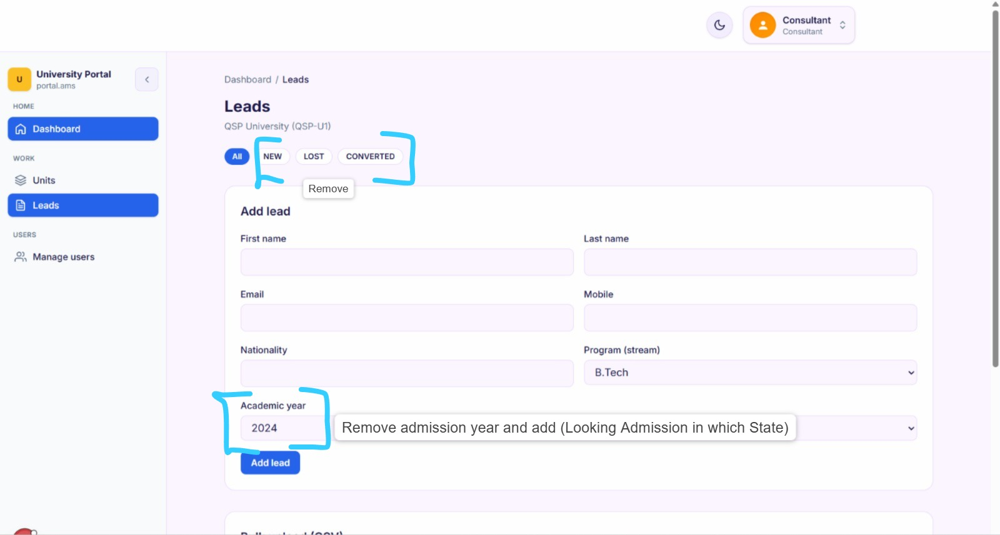 Consultant
Consultant
U
University Portal
portal.ams
HOME
Dashboard
WORK
Units
Leads
USERS
Manage users
Dashboard / Leads
Leads
QSP University (QSP-U1)
All NEW LOST CONVERTED
Remove
Add lead
First name Last name
Email Mobile
Nationality Program (stream)
B.Tech
Academic year
2024 Remove admission year and add (Looking Admission in which State)
Add lead